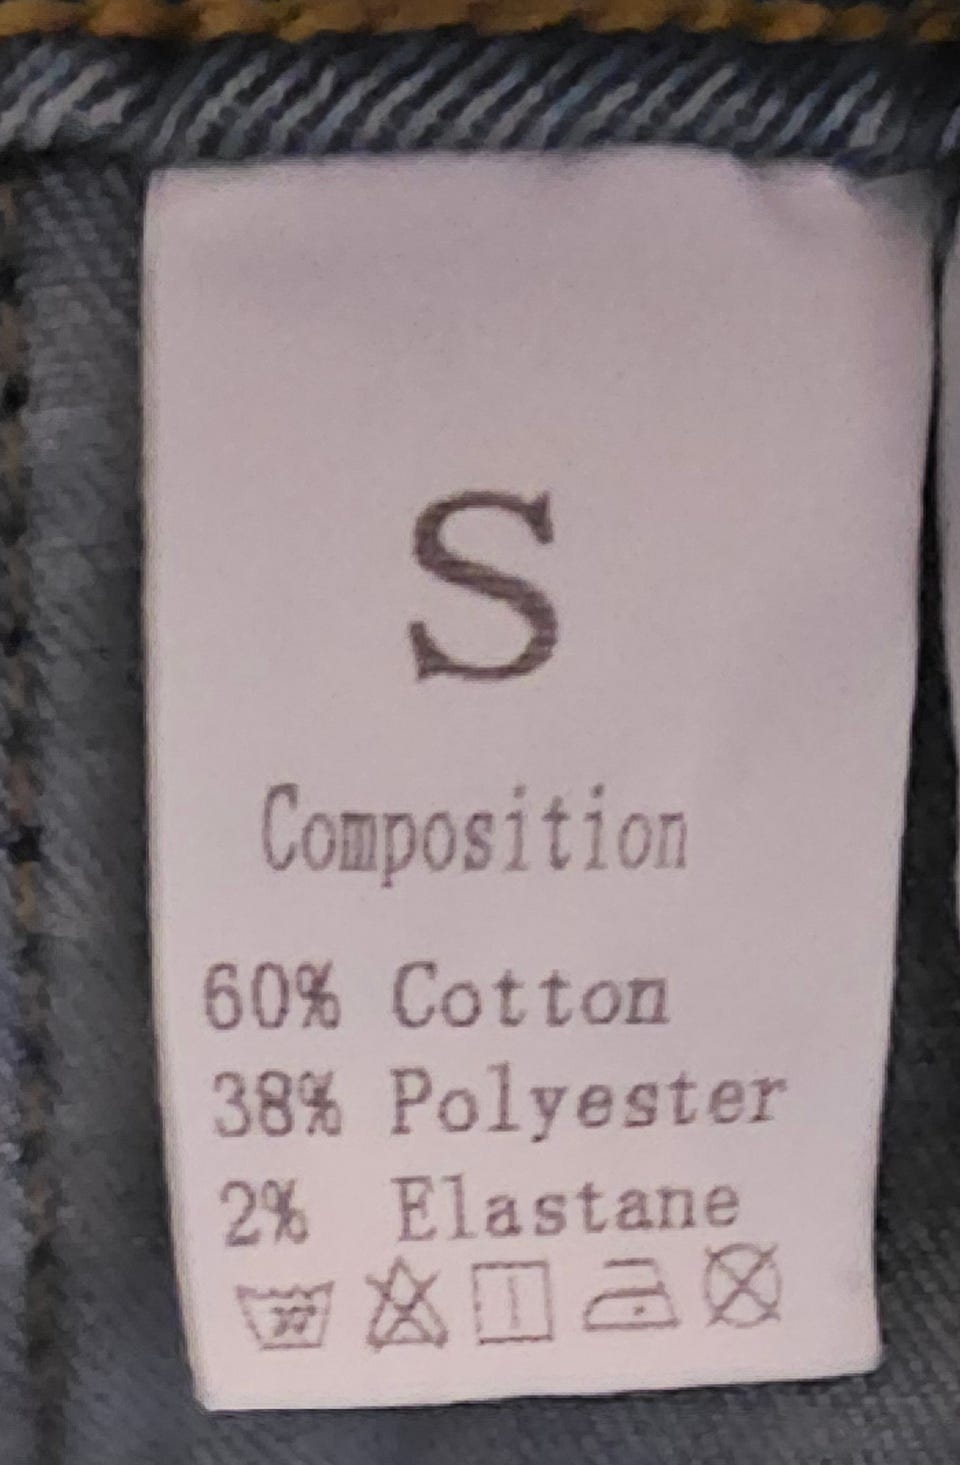 S
Composition
60% Cotton
38% Polyester
2% Elastane